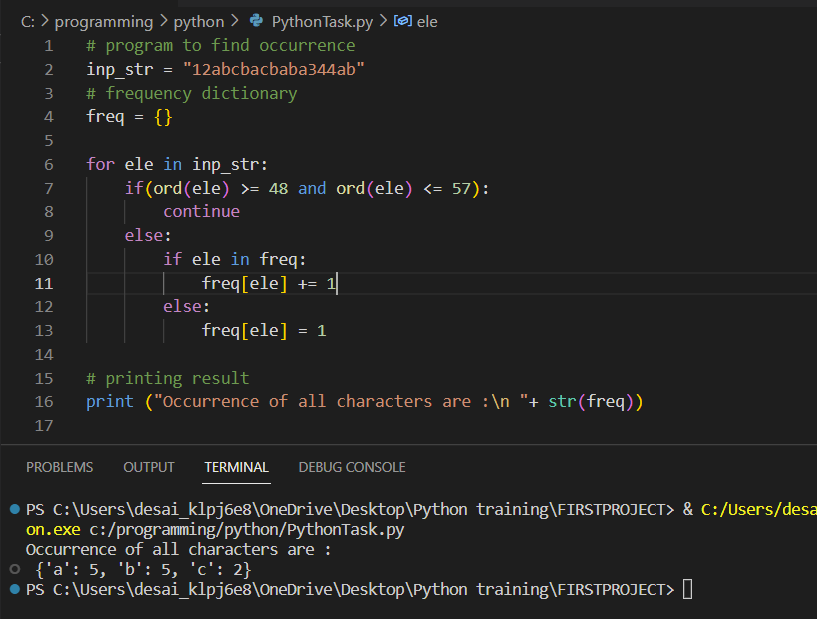 C: > programming > python > PythonTask.py > ele
1 # program to find occurrence
2 inp_str = "12abcbacbaba344ab"
3 # frequency dictionary
4 freq = {}
5
6 for ele in inp_str:
7     if(ord(ele) >= 48 and ord(ele) <= 57):
8         continue
9     else:
10         if ele in freq:
11             freq[ele] += 1
12         else:
13             freq[ele] = 1
14
15 # printing result
16 print ("Occurrence of all characters are :\n "+ str(freq))
17
PROBLEMS OUTPUT TERMINAL DEBUG CONSOLE
PS C:\Users\desai_klpj6e8\OneDrive\Desktop\Python training\FIRSTPROJECT> & C:/Users/desa
on.exe c:/programming/python/PythonTask.py
Occurrence of all characters are :
 {'a': 5, 'b': 5, 'c': 2}
PS C:\Users\desai_klpj6e8\OneDrive\Desktop\Python training\FIRSTPROJECT>